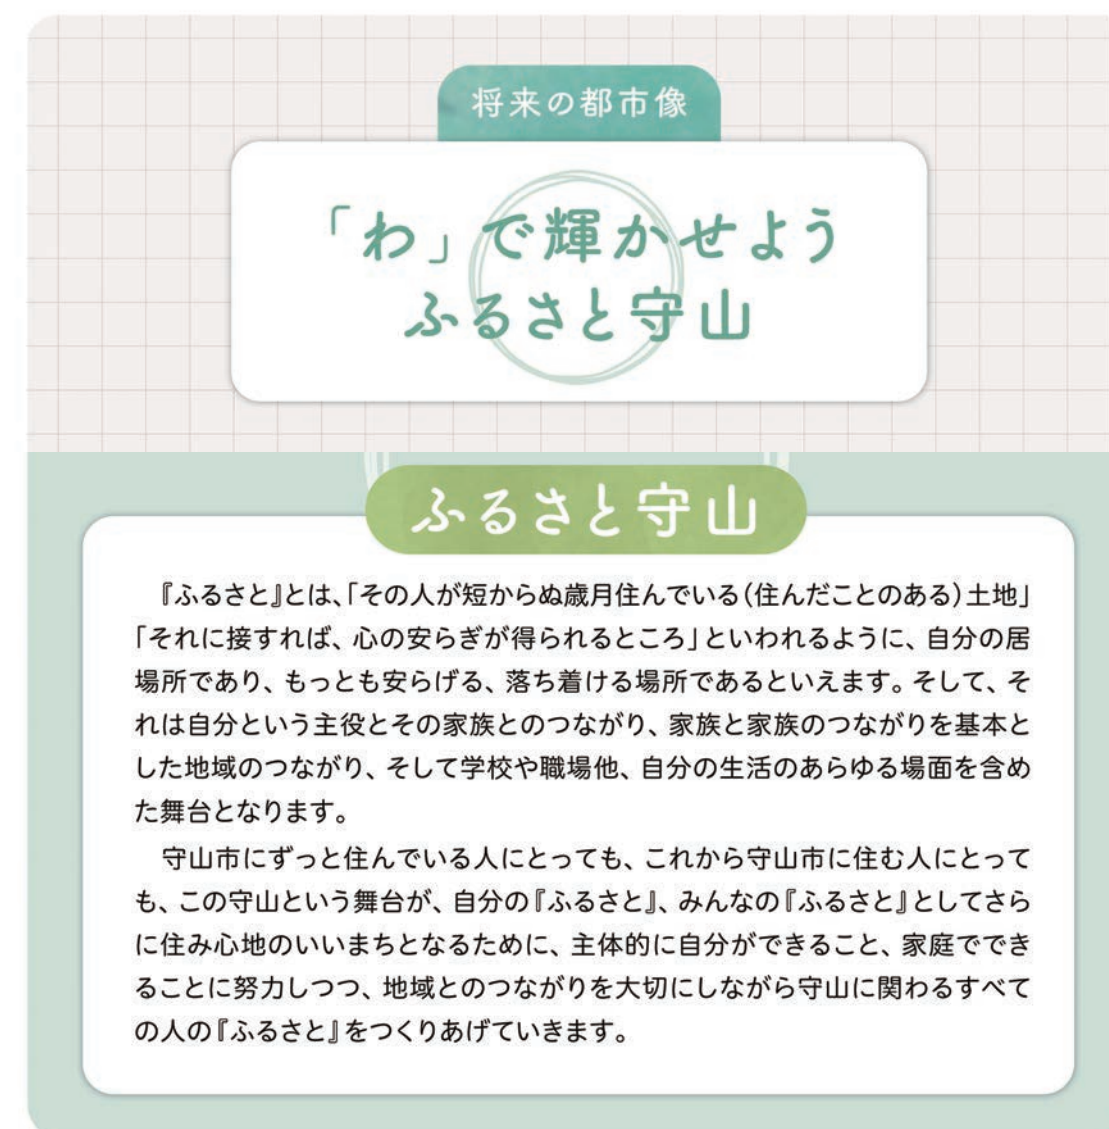 将来の都市像
「わ」で輝かせよう
ふるさと守山
ふるさと守山
『ふるさと』とは、「その人が短からぬ歳月住んでいる(住んだことのある)土地」
「それに接すれば、心の安らぎが得られるところ」といわれるように、自分の居
場所であり、もっとも安らげる、落ち着ける場所であるといえます。そして、そ
れは自分という主役とその家族とのつながり、家族と家族のつながりを基本と
した地域のつながり、そして学校や職場他、自分の生活のあらゆる場面を含め
た舞台となります。
守山市にずっと住んでいる人にとっても、これから守山市に住む人にとって
も、この守山という舞台が、自分の『ふるさと』、みんなの『ふるさと』としてさら
に住み心地のいいまちとなるために、主体的に自分ができること、家庭ででき
ることに努力しつつ、地域とのつながりを大切にしながら守山に関わるすべて
の人の『ふるさと』をつくりあげていきます。